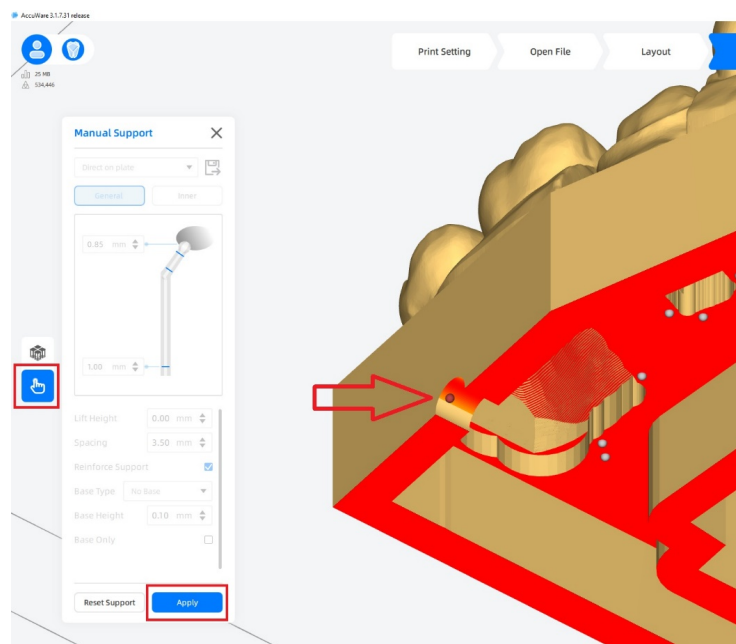 AccuWare 3.1.7.31 release
Print Setting
Open File
Layout
25 MB
534,446
Manual Support
Direct on plate
General
Inner
0.85 mm
1.00 mm
Lift Height 0.00 mm
Spacing 3.50 mm
Reinforce Support
Base Type No Base
Base Height 0.10 mm
Base Only
Reset Support
Apply